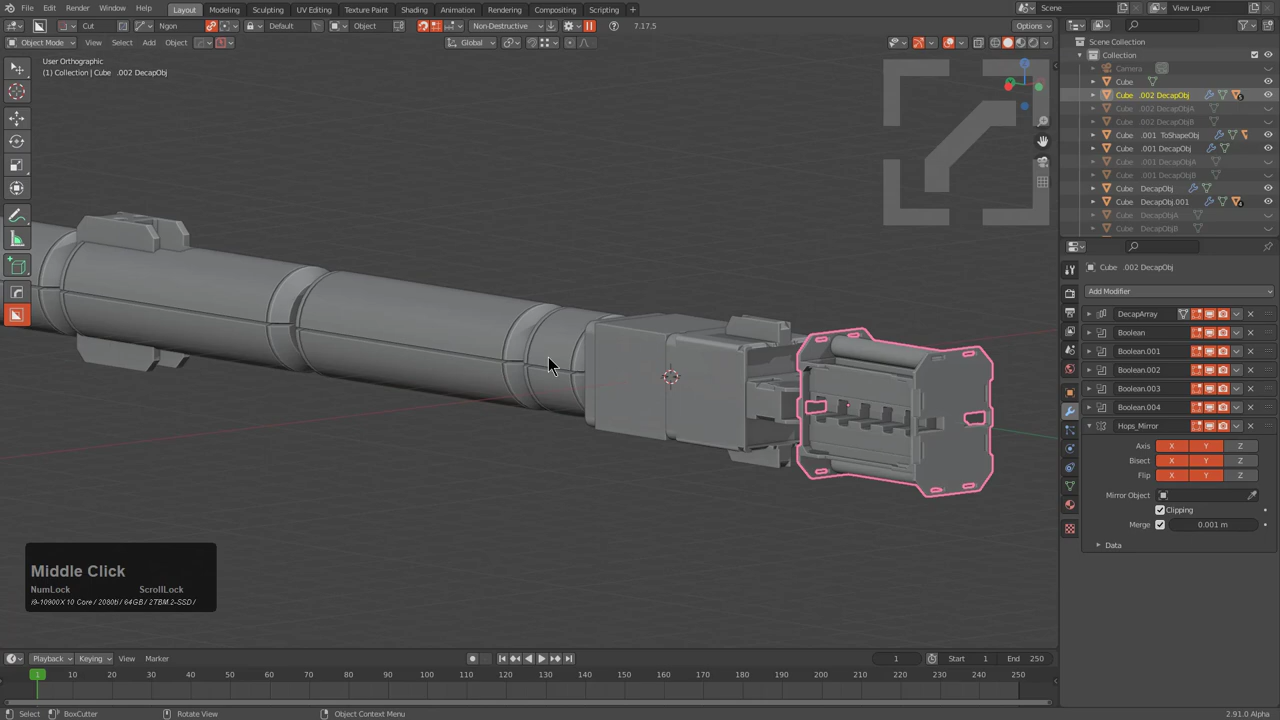 File Edit Render Window Help Layout Modeling Sculpting UV Editing Texture Paint Shading Animation Rendering Compositing Scripting + Scene View Layer
Cut Ngon Default Object Non-Destructive 7.17.5 Options
Object Mode View Select Add Object Global
User Orthographic
(1) Collection | Cube .002 DecapObj
Scene Collection
Collection
Camera
Cube
Cube .002 DecapObj
Cube .002 DecapObjA
Cube .002 DecapObjB
Cube .001 ToShapeObj
Cube .001 DecapObj
Cube .001 DecapObjA
Cube .001 DecapObjB
Cube DecapObj
Cube DecapObj.001
Cube DecapObjA
Cube DecapObjB
Cube .002 DecapObj
Add Modifier
DecapArray
Boolean
Boolean.001
Boolean.002
Boolean.003
Boolean.004
Hops_Mirror
Axis X Y Z
Bisect X Y Z
Flip X Y Z
Mirror Object
Clipping
Merge 0.001 m
Data
Middle Click
NumLock ScrollLock
i9-10900X 10 Core / 2080ti / 64GB / 2TBM.2-SSD /
Playback Keying View Marker 1 Start 1 End 250
1 10 20 30 40 50 60 70 80 90 100 110 120 130 140 150 160 170 180 190 200 210 220 230 240 250
Select BoxCutter Rotate View Object Context Menu 2.91.0 Alpha